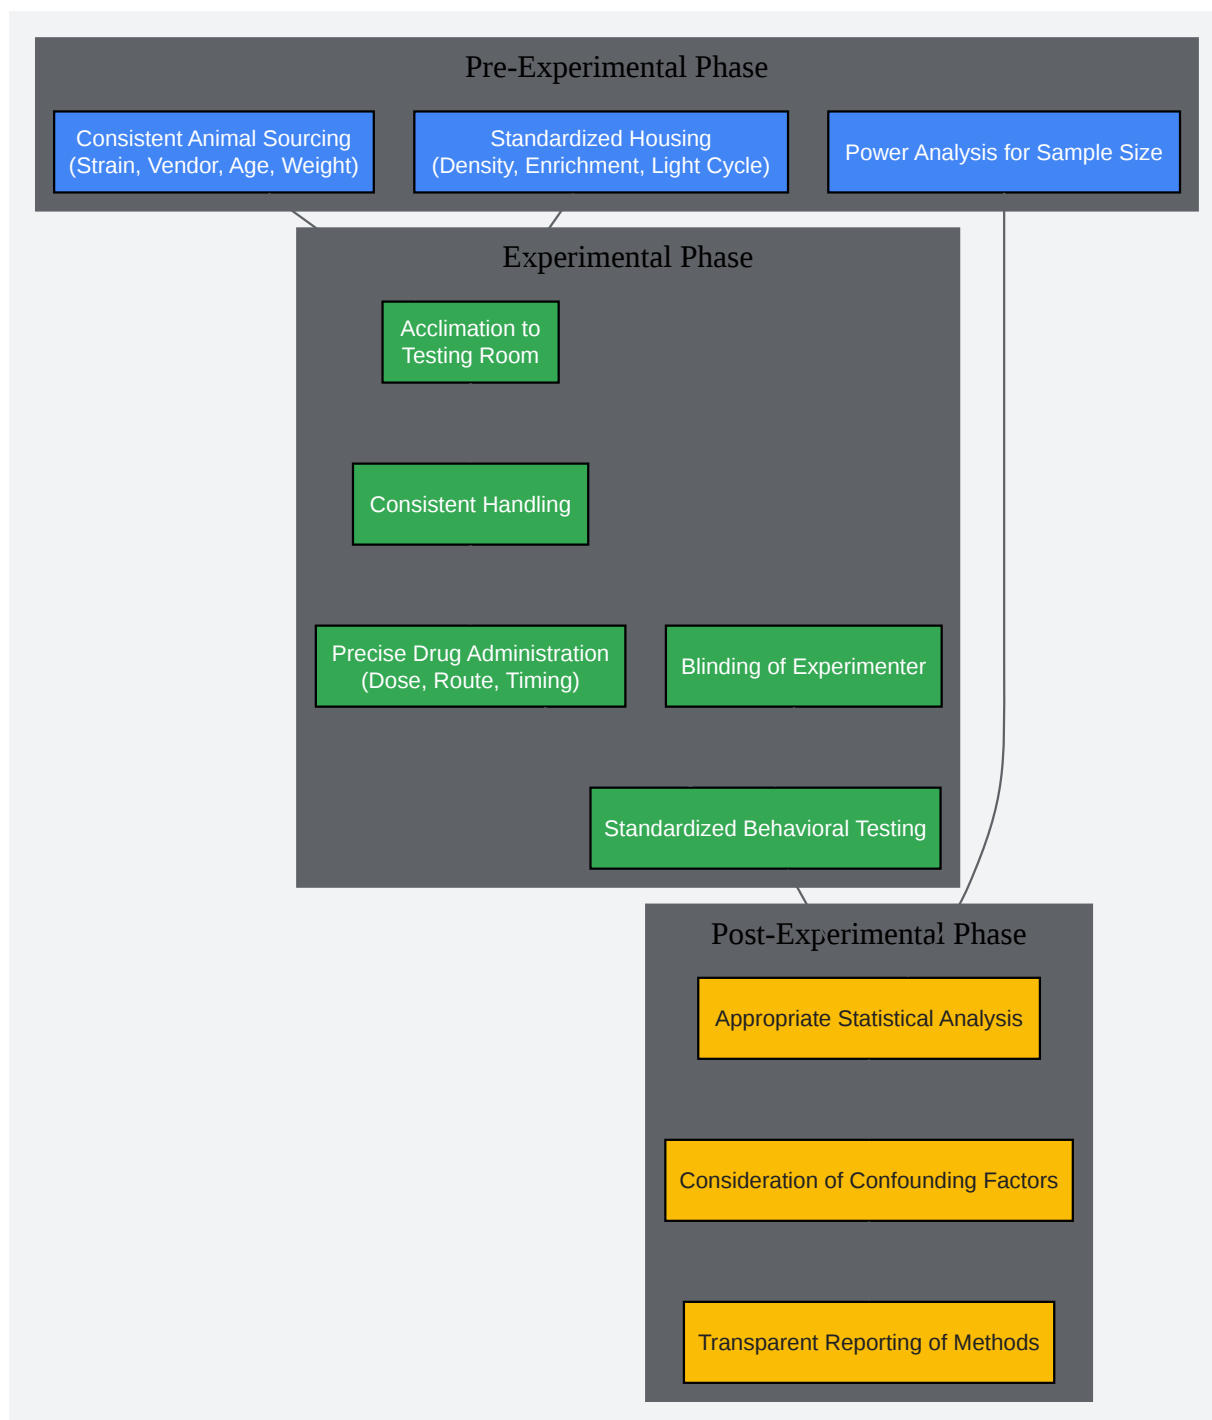 Pre-Experimental Phase
Consistent Animal Sourcing
(Strain, Vendor, Age, Weight)
Standardized Housing
(Density, Enrichment, Light Cycle)
Power Analysis for Sample Size
Experimental Phase
Acclimation to
Testing Room
Consistent Handling
Precise Drug Administration
(Dose, Route, Timing)
Blinding of Experimenter
Standardized Behavioral Testing
Post-Experimental Phase
Appropriate Statistical Analysis
Consideration of Confounding Factors
Transparent Reporting of Methods